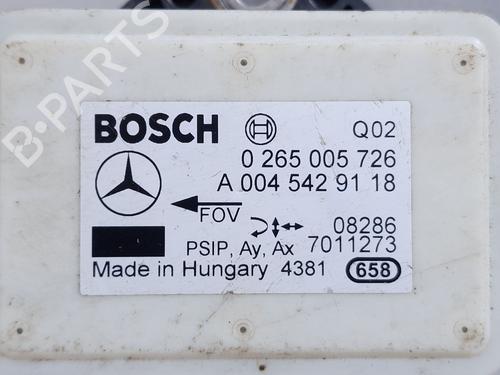 B-PARTS
BOSCH Q02
0 265 005 726
A 004 542 91 18
FOV
08286
PSIP, Ay, Ax 7011273
Made in Hungary 4381 658